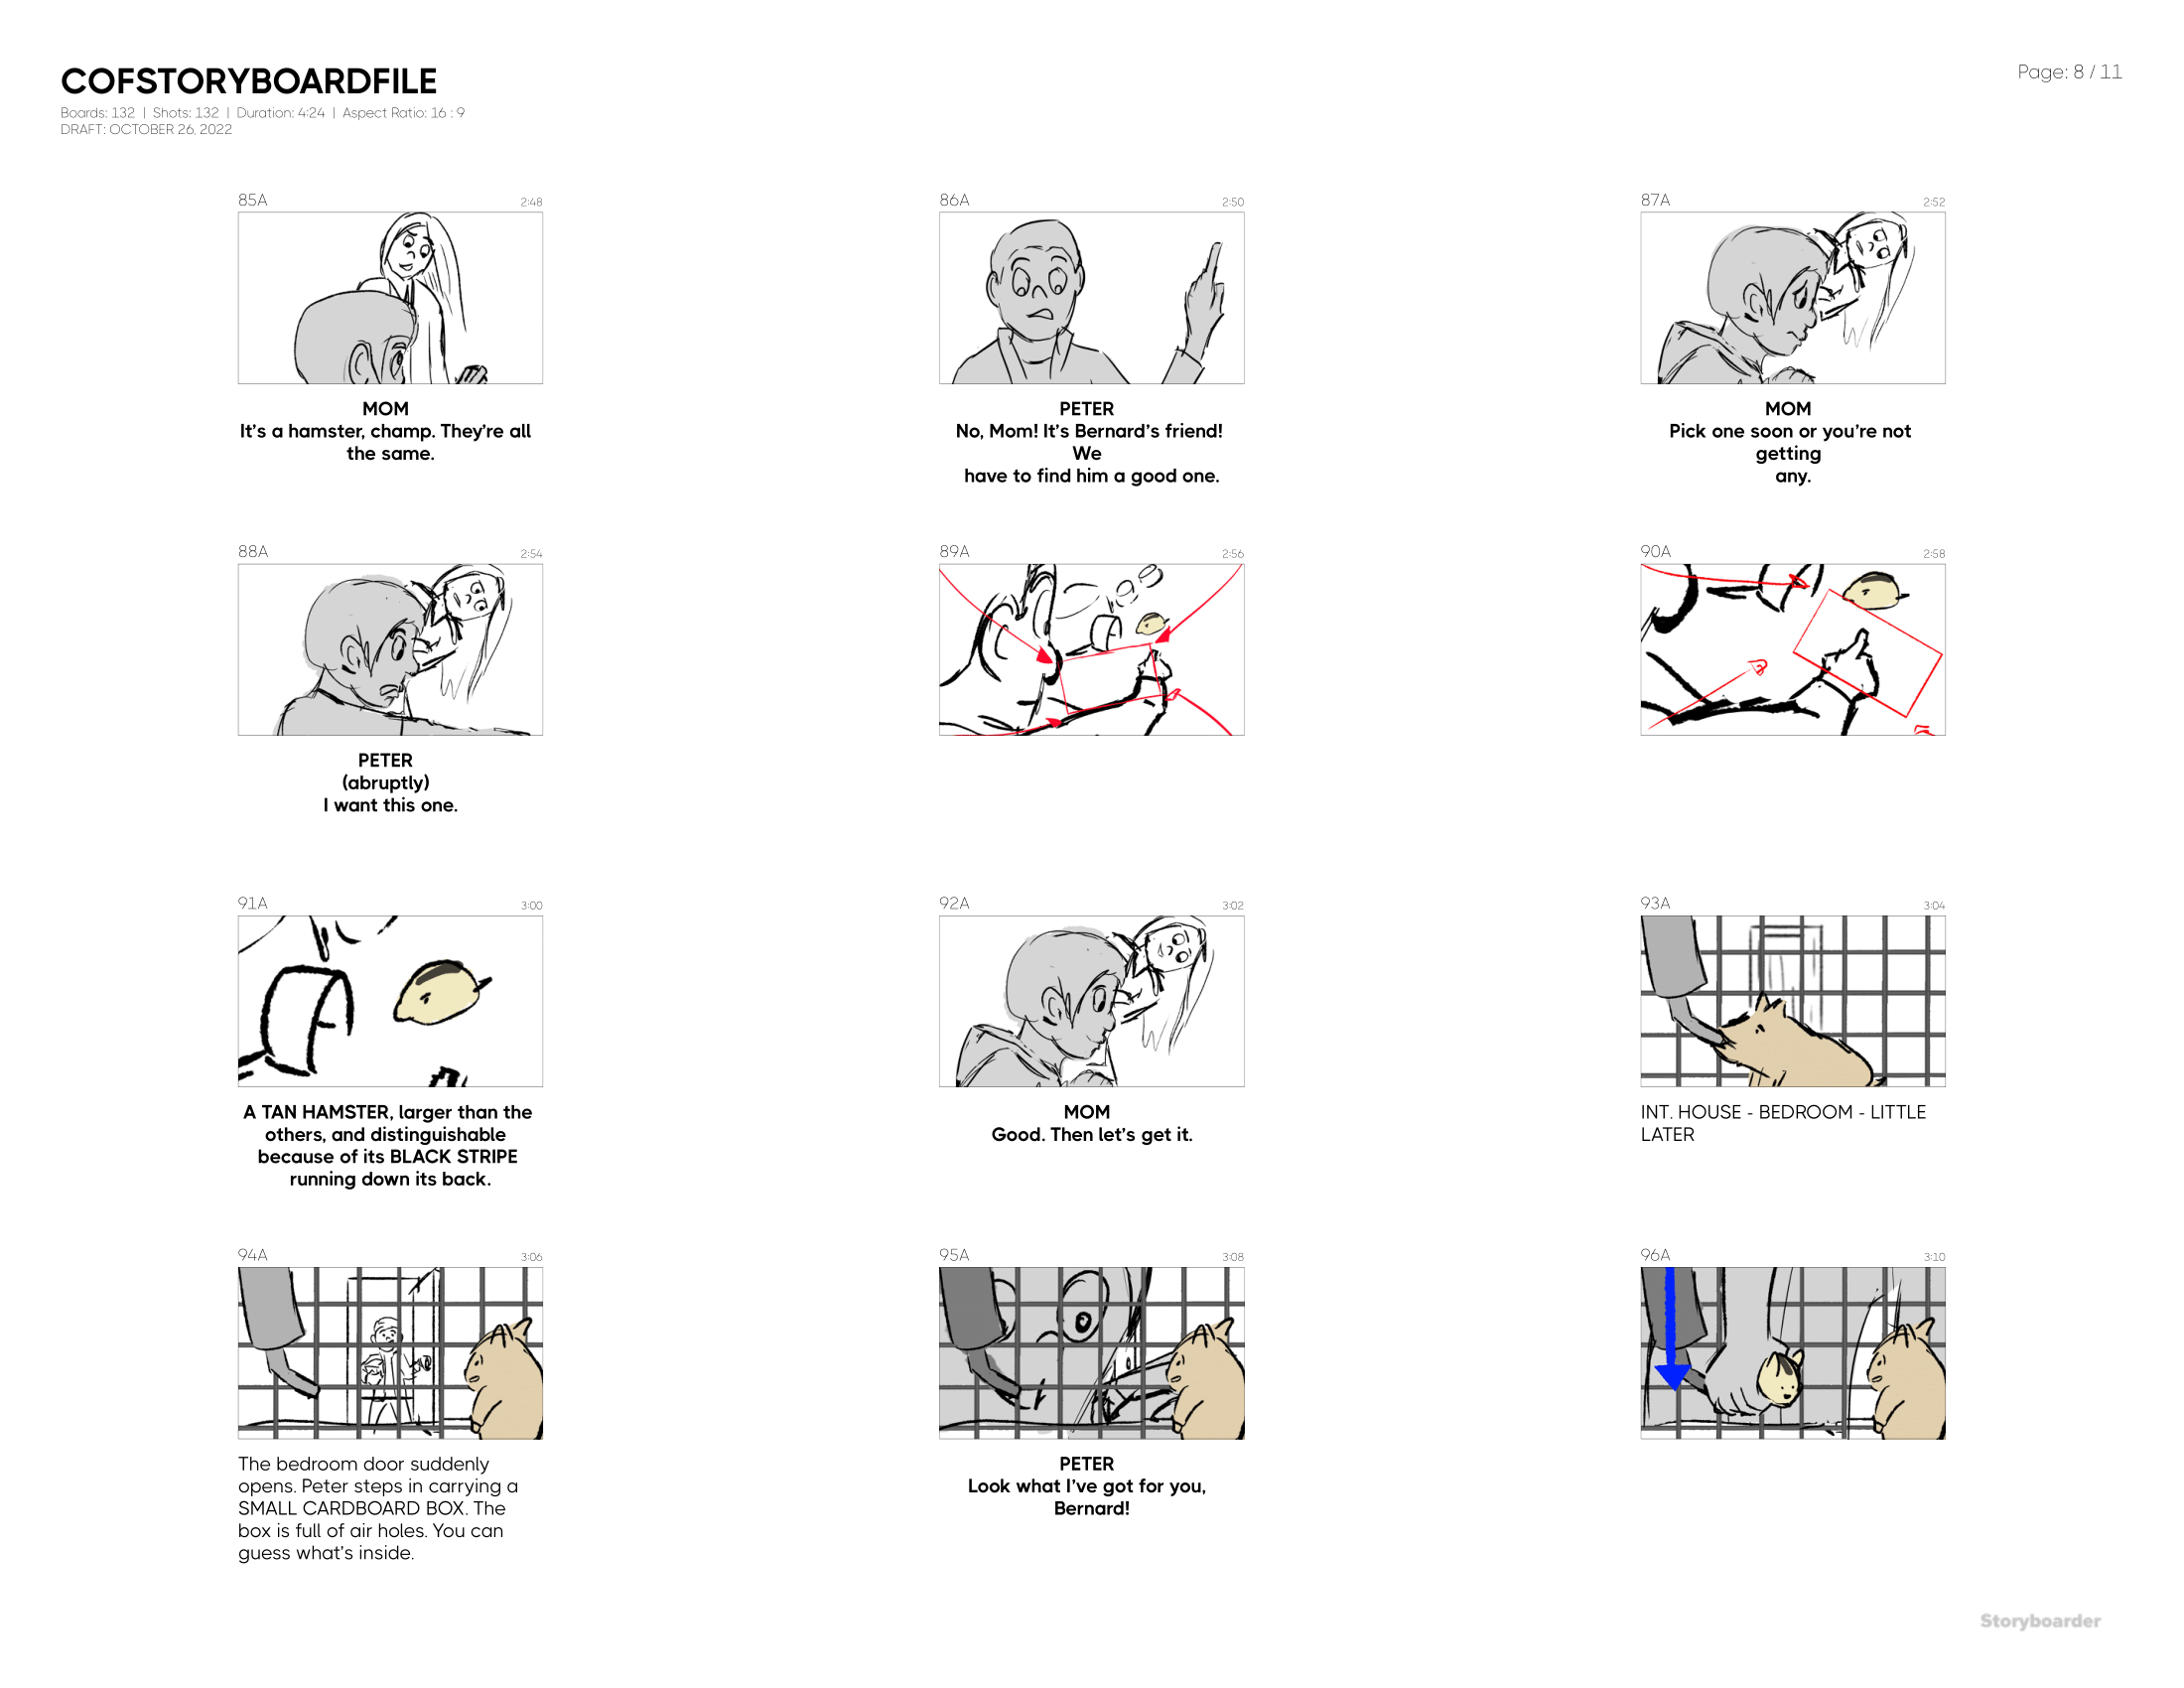 COFSTORYBOARDFILE
Page: 8 / 11
Boards: 132 | Shots: 132 | Duration: 4:24 | Aspect Ratio: 16 : 9
DRAFT: OCTOBER 26, 2022
85A 2:48
MOM
It's a hamster, champ. They're all
the same.
86A 2:50
PETER
No, Mom! It's Bernard's friend!
We
have to find him a good one.
87A 2:52
MOM
Pick one soon or you're not
getting
any.
88A 2:54
PETER
(abruptly)
I want this one.
89A 2:56
90A 2:58
91A 3:00
A TAN HAMSTER, larger than the
others, and distinguishable
because of its BLACK STRIPE
running down its back.
92A 3:02
MOM
Good. Then let's get it.
93A 3:04
INT. HOUSE - BEDROOM - LITTLE
LATER
94A 3:06
The bedroom door suddenly
opens. Peter steps in carrying a
SMALL CARDBOARD BOX. The
box is full of air holes. You can
guess what's inside.
95A 3:08
PETER
Look what I've got for you,
Bernard!
96A 3:10
Storyboarder